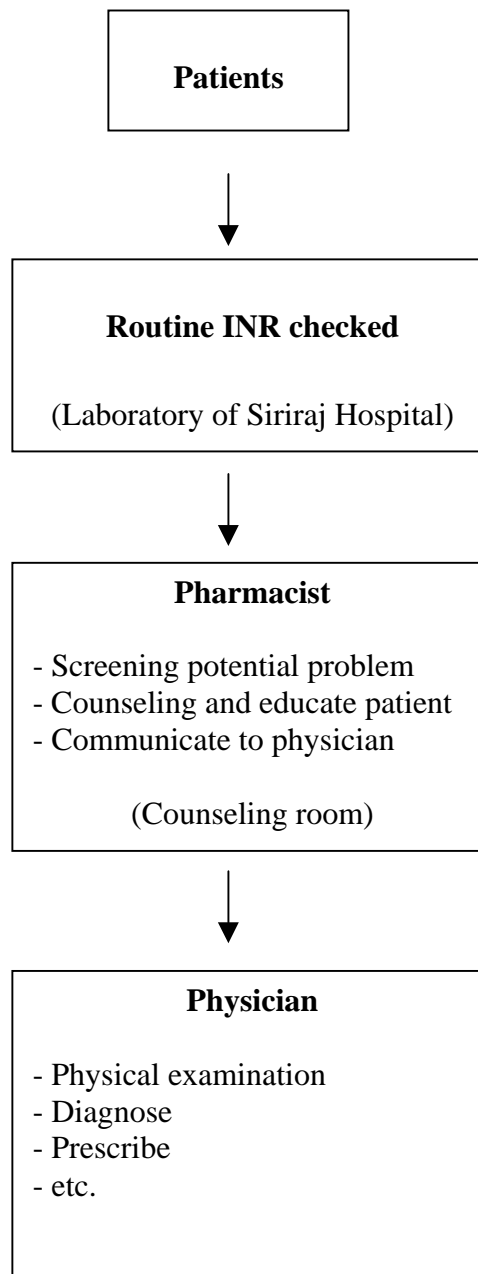 Patients
Routine INR checked
(Laboratory of Siriraj Hospital)
Pharmacist
- Screening potential problem
- Counseling and educate patient
- Communicate to physician
(Counseling room)
Physician
- Physical examination
- Diagnose
- Prescribe
- etc.